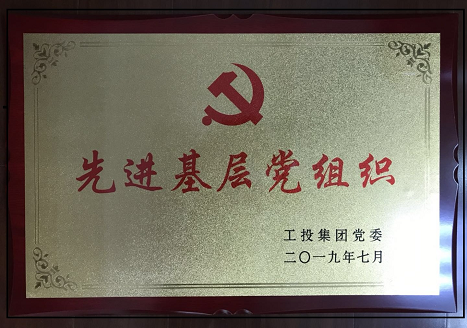 先进基层党组织
工投集团党委
二〇一九年七月